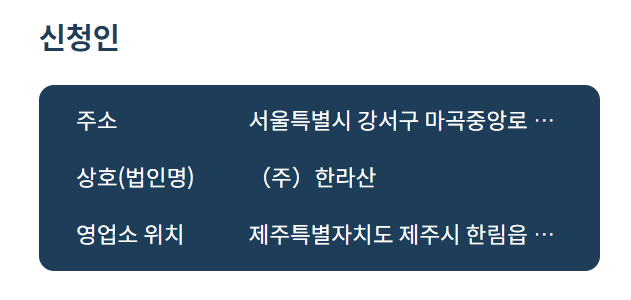 신청인
주소 서울특별시 강서구 마곡중앙로 …
상호(법인명) （주）한라산
영업소 위치 제주특별자치도 제주시 한림읍 …